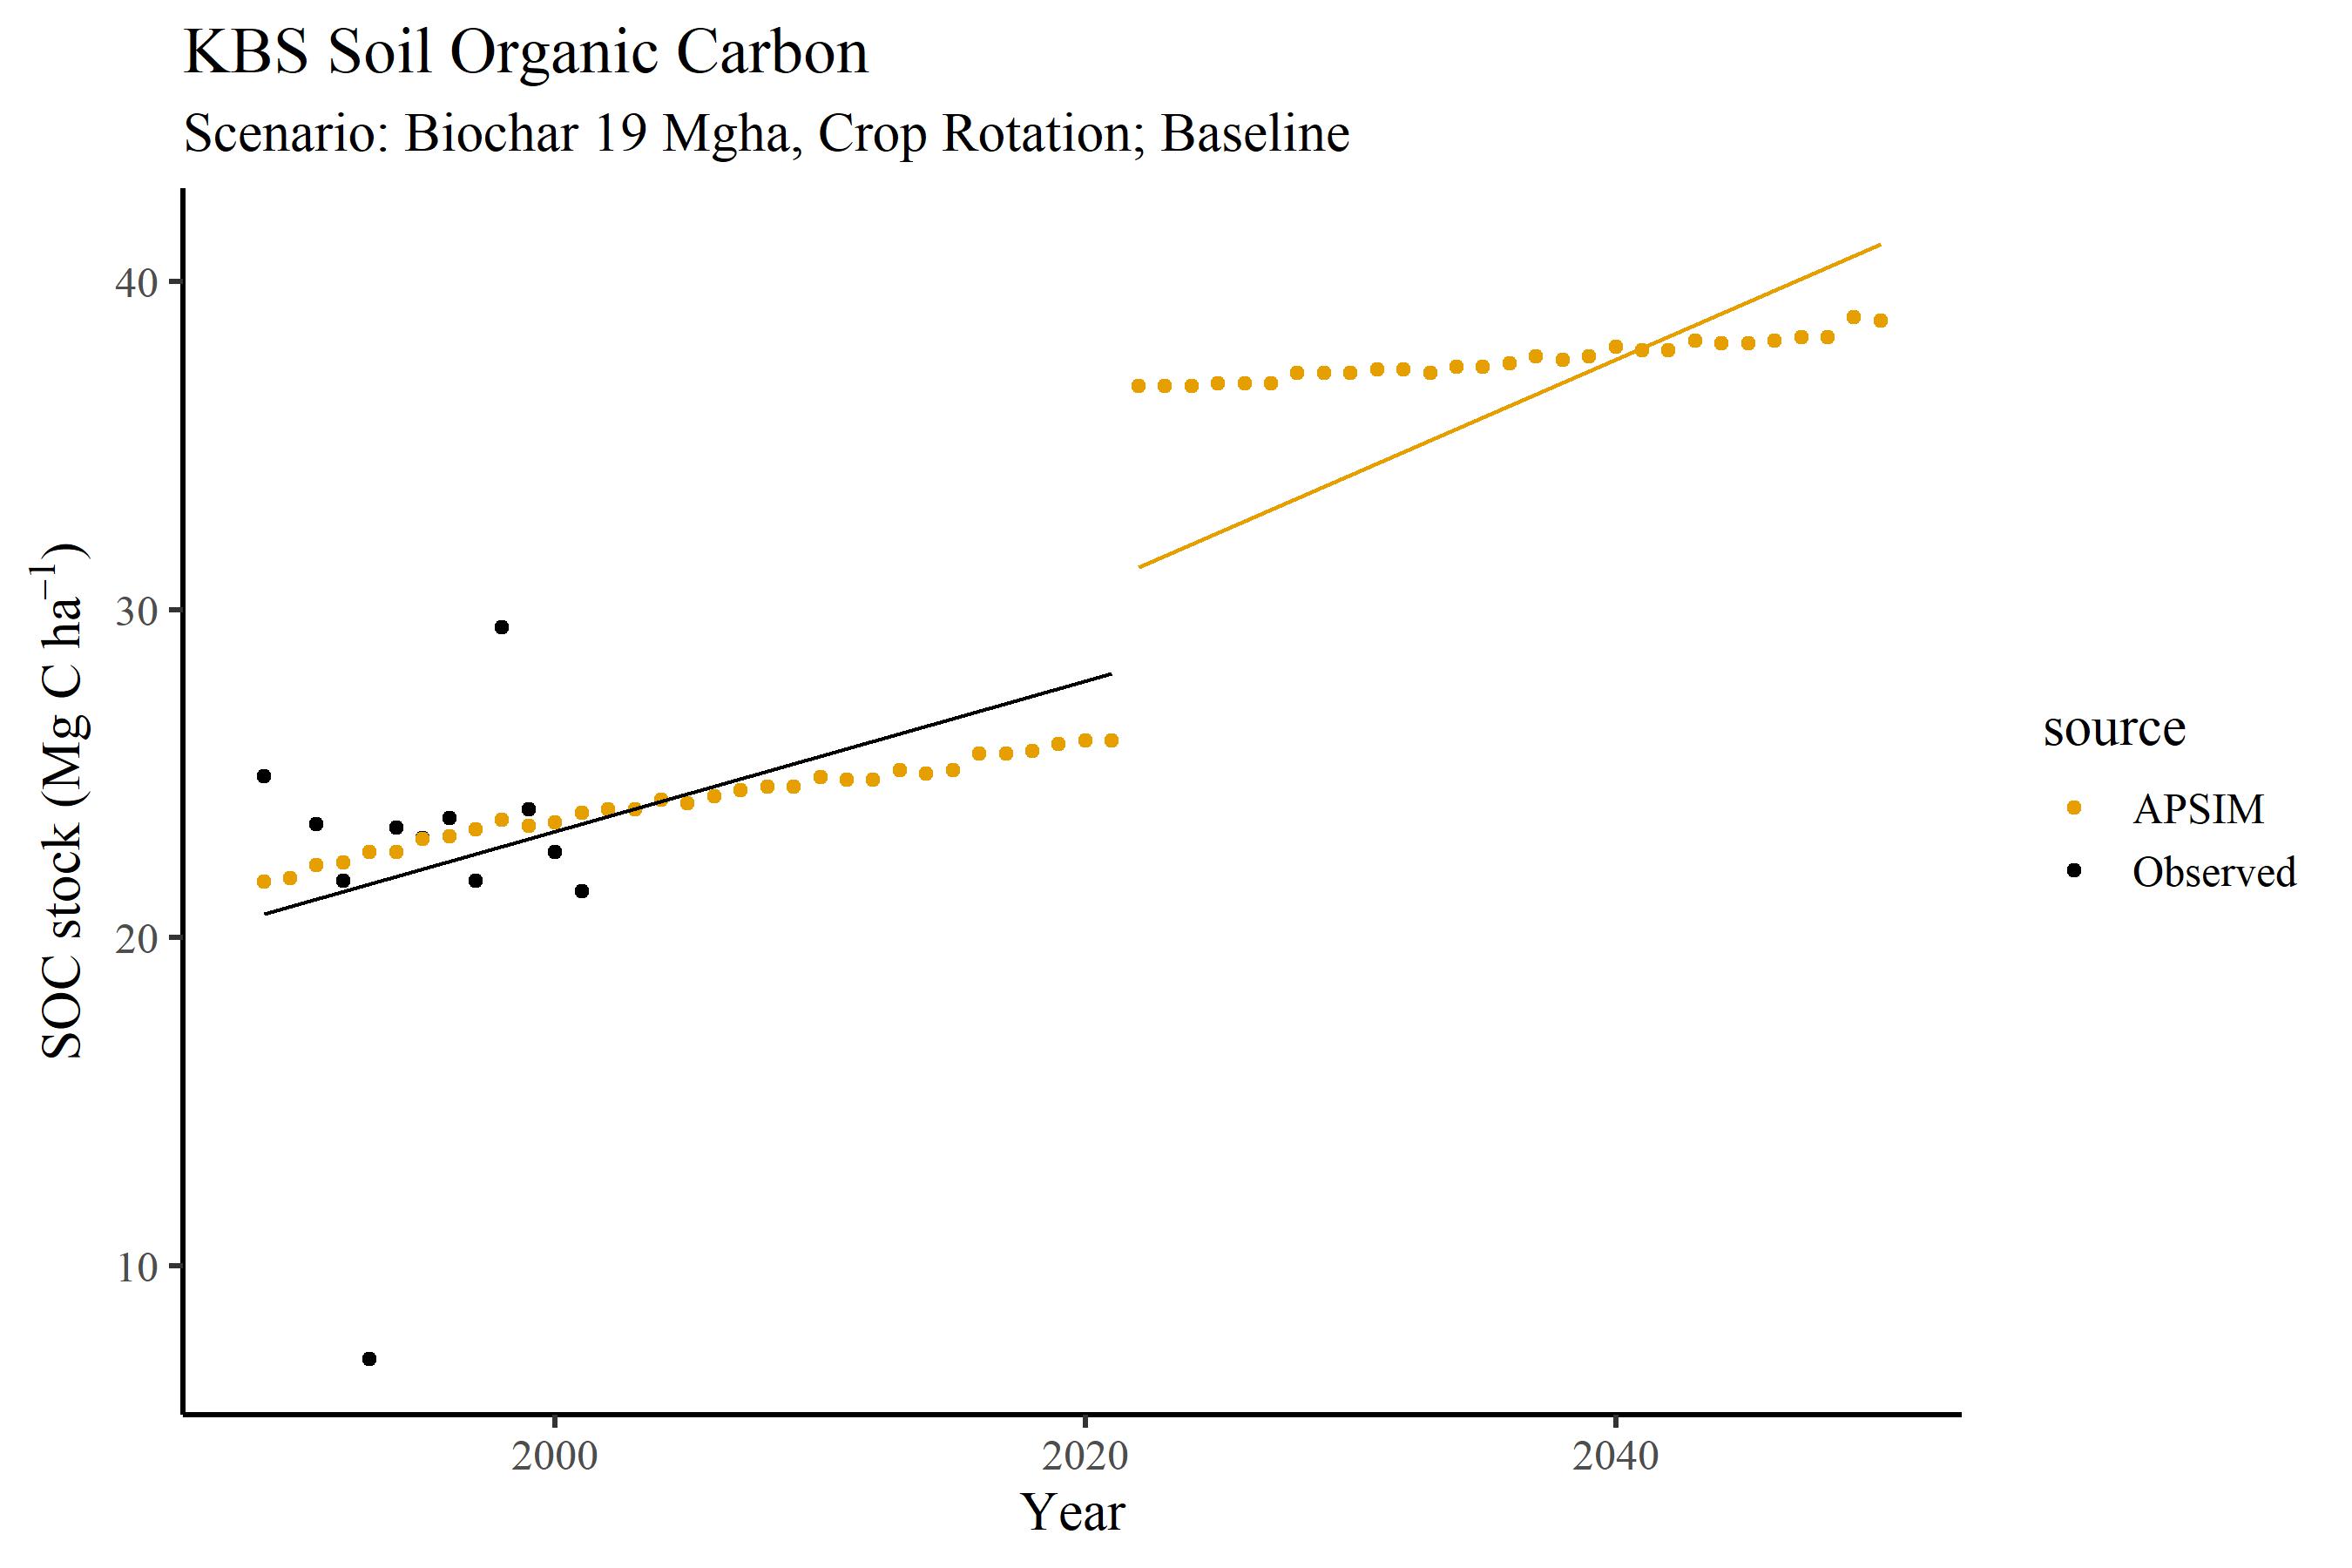 KBS Soil Organic Carbon
Scenario: Biochar 19 Mgha, Crop Rotation; Baseline
SOC stock (Mg C ha⁻¹)
40
30
20
10
2000
2020
2040
Year
source
APSIM
Observed